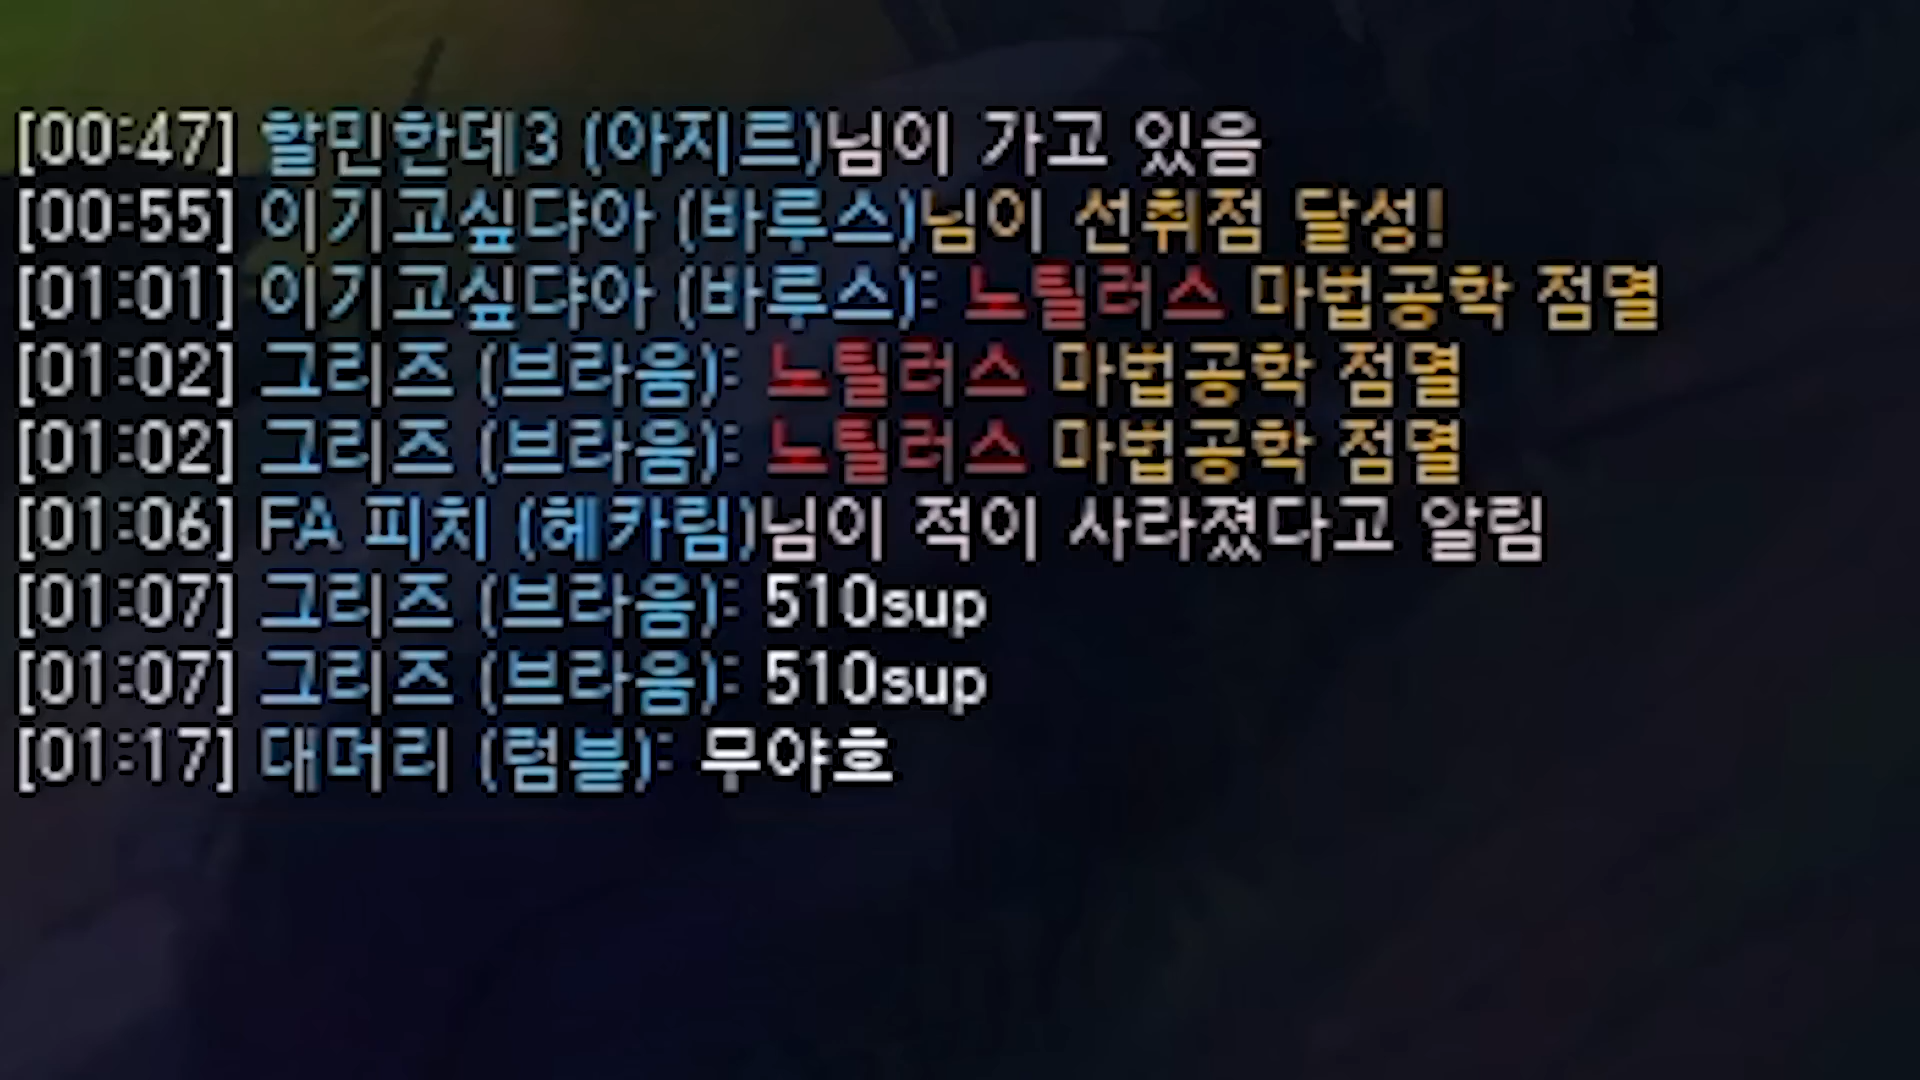 [00:47] 할민한데3 (아지르)님이 가고 있음
[00:55] 이기고싶댜아 (바루스)님이 선취점 달성!
[01:01] 이기고싶댜아 (바루스): 노틸러스 마법공학 점멸
[01:02] 그리즈 (브라움): 노틸러스 마법공학 점멸
[01:02] 그리즈 (브라움): 노틸러스 마법공학 점멸
[01:06] FA 피치 (헤카림)님이 적이 사라졌다고 알림
[01:07] 그리즈 (브라움): 510sup
[01:07] 그리즈 (브라움): 510sup
[01:17] 대머리 (럼블): 무야호